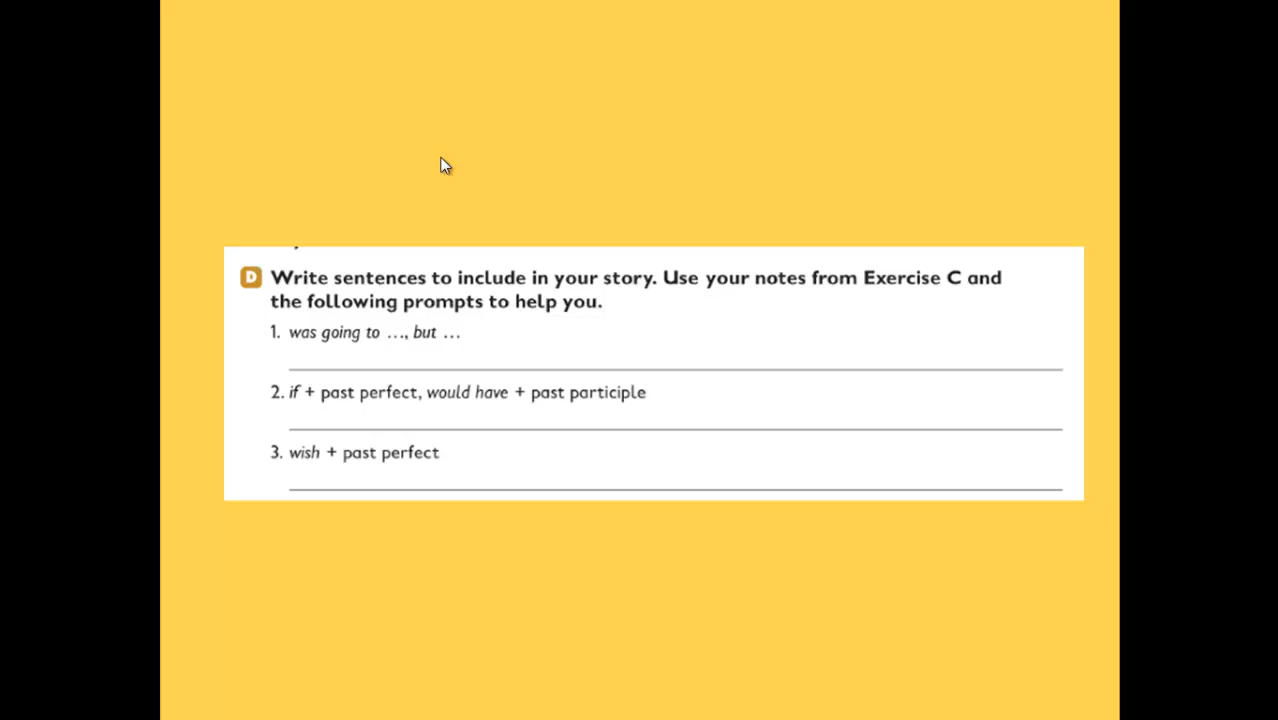 D Write sentences to include in your story. Use your notes from Exercise C and
the following prompts to help you.
1. was going to ..., but ...
2. if + past perfect, would have + past participle
3. wish + past perfect